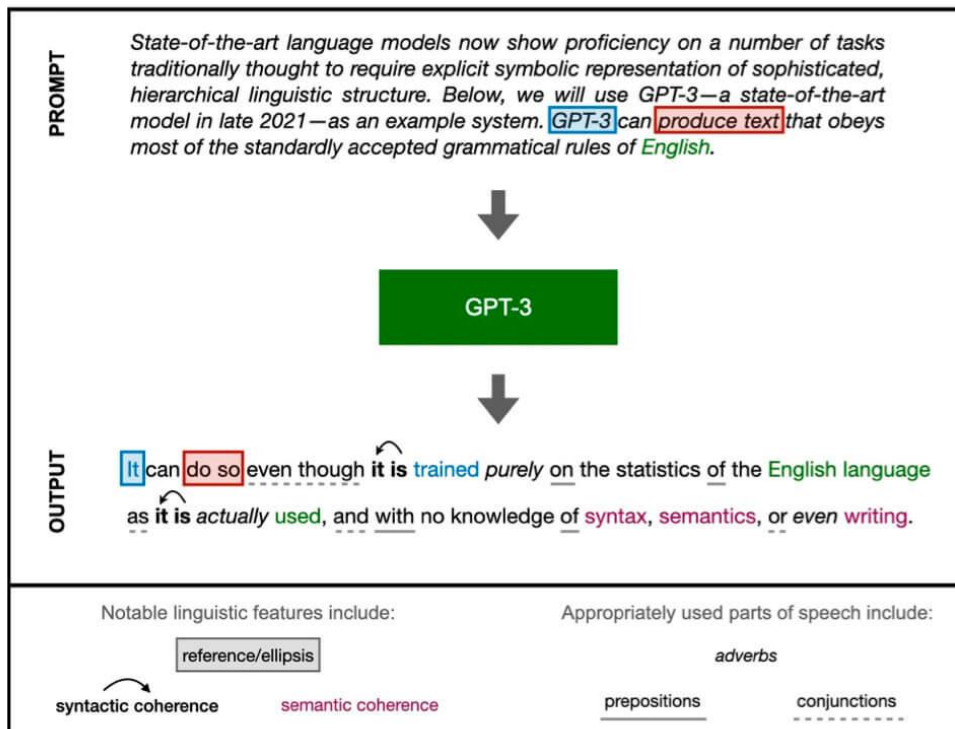 PROMPT
State-of-the-art language models now show proficiency on a number of tasks
traditionally thought to require explicit symbolic representation of sophisticated,
hierarchical linguistic structure. Below, we will use GPT-3—a state-of-the-art
model in late 2021—as an example system. GPT-3 can produce text that obeys
most of the standardly accepted grammatical rules of English.
GPT-3
OUTPUT
It can do so even though it is trained purely on the statistics of the English language
as it is actually used, and with no knowledge of syntax, semantics, or even writing.
Notable linguistic features include:
reference/ellipsis
syntactic coherence
semantic coherence
Appropriately used parts of speech include:
adverbs
prepositions
conjunctions